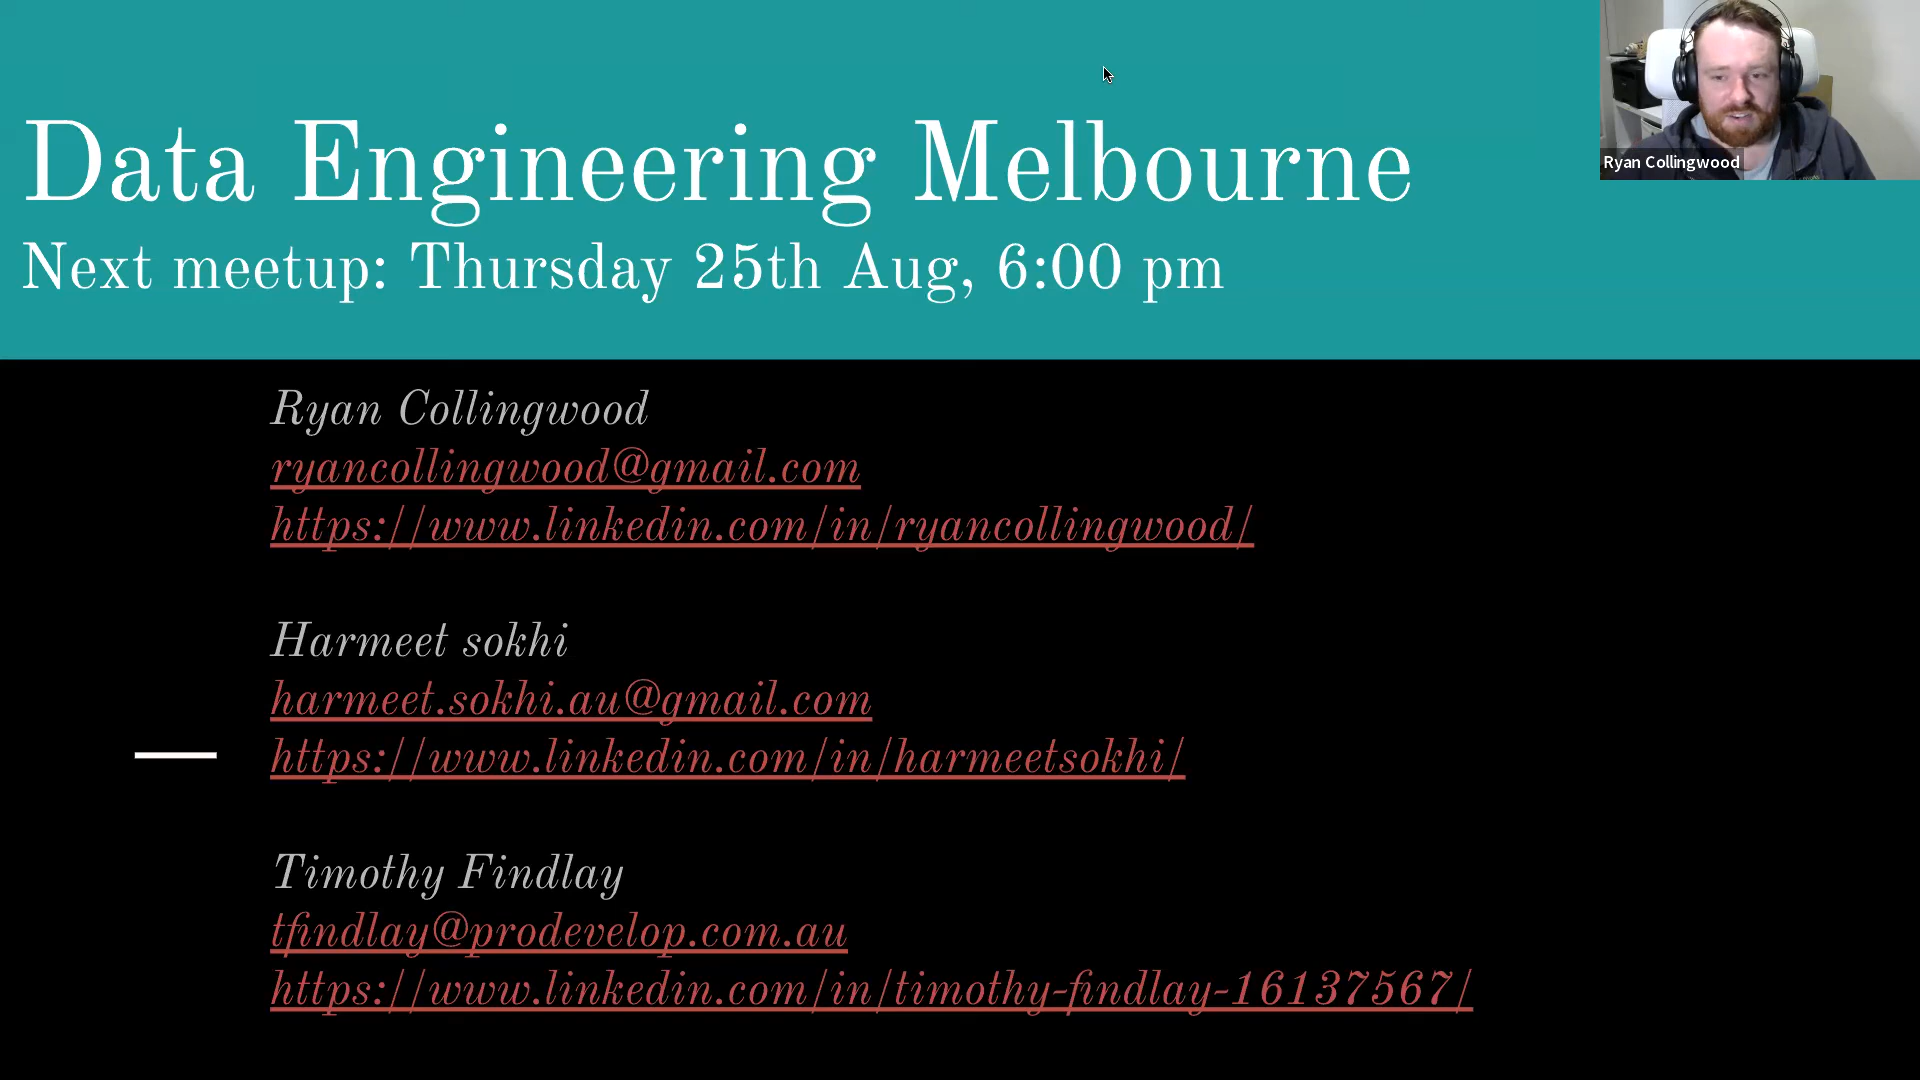 Data Engineering Melbourne
Next meetup: Thursday 25th Aug, 6:00 pm
Ryan Collingwood
Ryan Collingwood
ryancollingwood@gmail.com
https://www.linkedin.com/in/ryancollingwood/
Harmeet sokhi
harmeet.sokhi.au@gmail.com
https://www.linkedin.com/in/harmeetsokhi/
Timothy Findlay
tfindlay@prodevelop.com.au
https://www.linkedin.com/in/timothy-findlay-16137567/